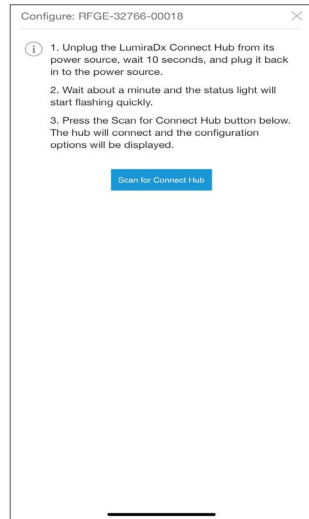 Configure: RFGE-32766-00018
1. Unplug the LumiraDx Connect Hub from its
power source, wait 10 seconds, and plug it back
in to the power source.
2. Wait about a minute and the status light will
start flashing quickly.
3. Press the Scan for Connect Hub button below.
The hub will connect and the configuration
options will be displayed.
Scan for Connect Hub